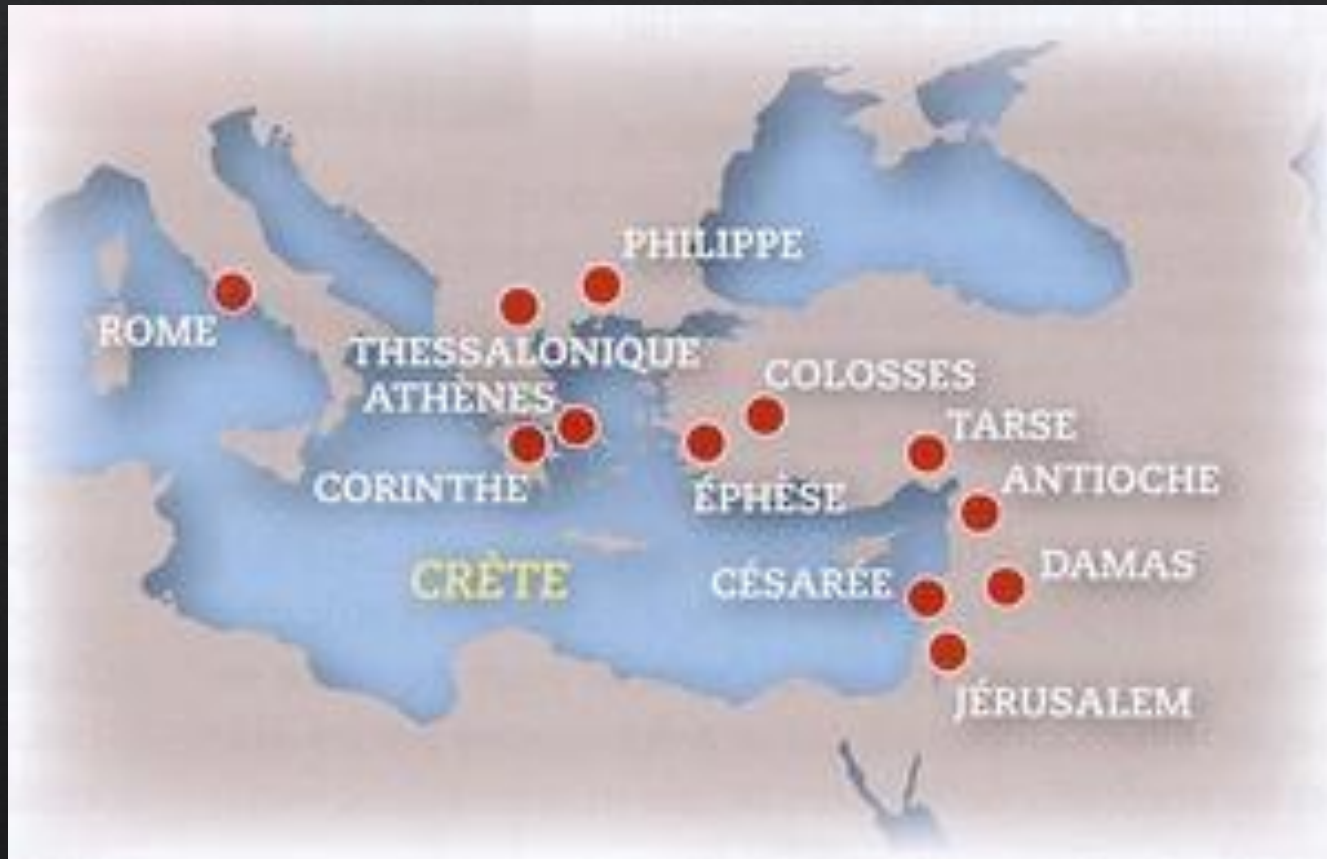 PHILIPPE
ROME
THESSALONIQUE
ATHÈNES
COLOSSES
TARSE
CORINTHE
ÉPHÈSE
ANTIOCHE
CRÈTE
CÉSARÉE
DAMAS
JÉRUSALEM